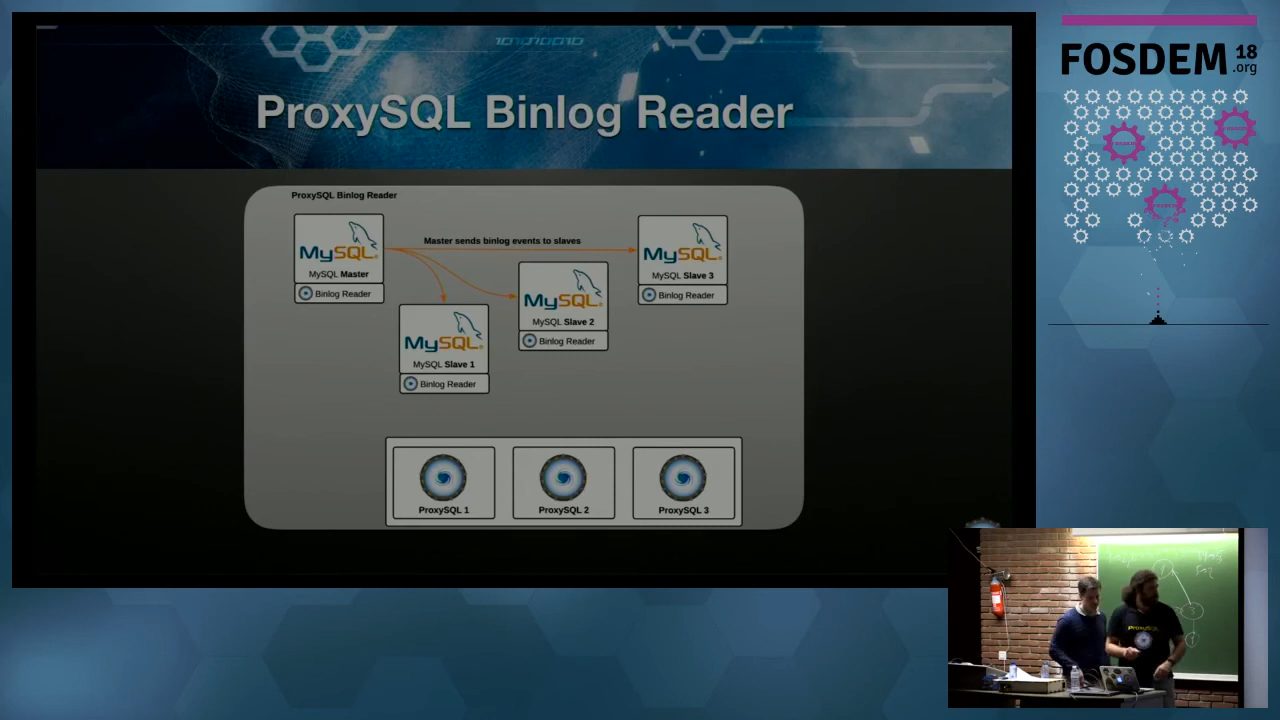 ProxySQL Binlog Reader
ProxySQL Binlog Reader
MySQL
MySQL Master
Binlog Reader
Master sends binlog events to slaves
MySQL
MySQL Slave 3
Binlog Reader
MySQL
MySQL Slave 2
Binlog Reader
MySQL
MySQL Slave 1
Binlog Reader
ProxySQL 1
ProxySQL 2
ProxySQL 3
FOSDEM 18
.org
ProxySQL